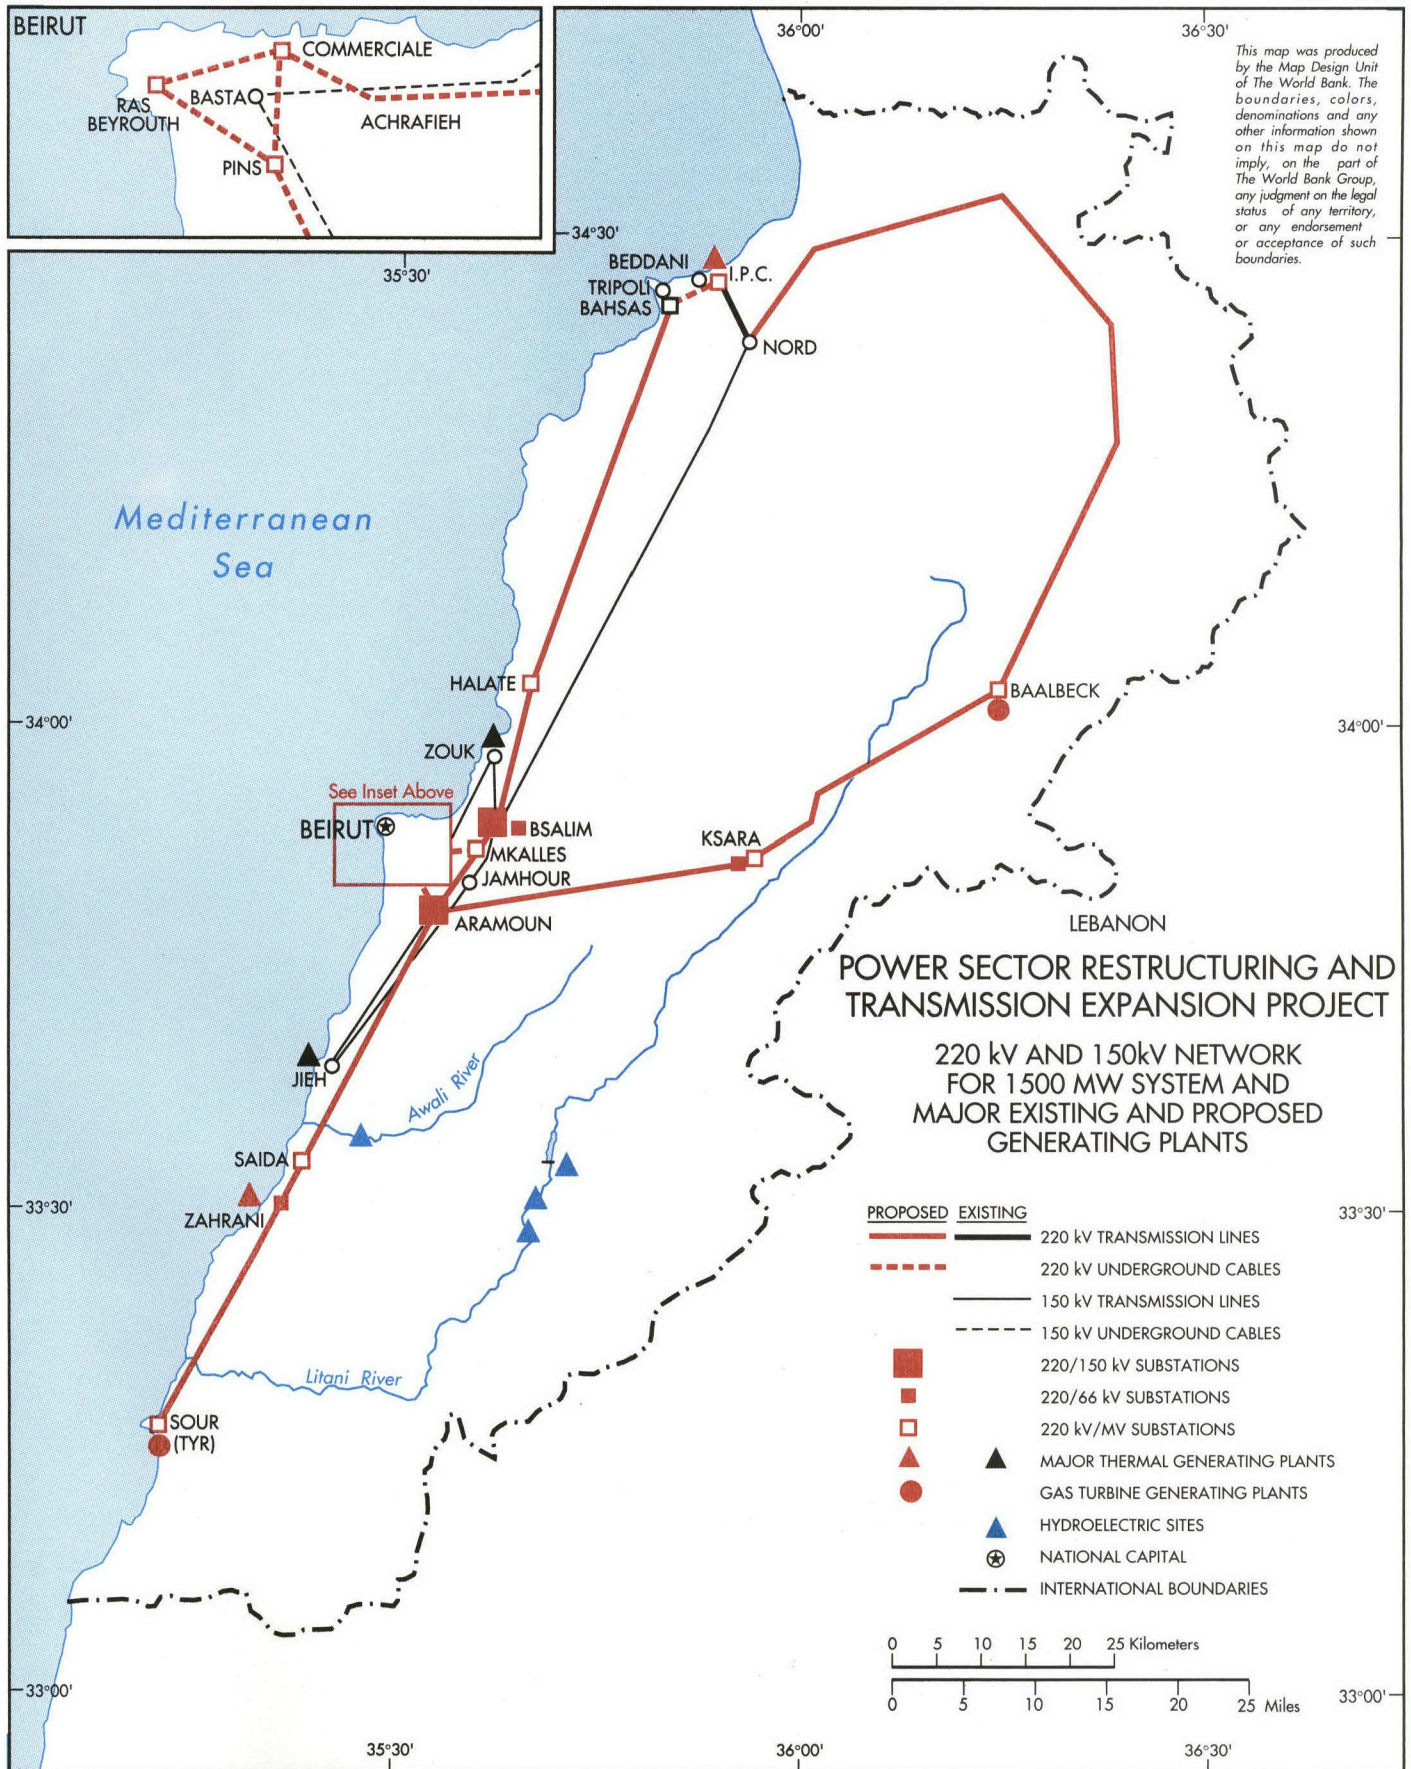 BEIRUT
COMMERCIALE
RAS
BEYROUTH
BASTA
ACHRAFIEH
PINS
36°00'
36°30'
This map was produced
by the Map Design Unit
of The World Bank. The
boundaries, colors,
denominations and any
other information shown
on this map do not
imply, on the part of
The World Bank Group,
any judgment on the legal
status of any territory,
or any endorsement
or acceptance of such
boundaries.
34°30'
35°30'
BEDDANI
I.P.C.
TRIPOLI
BAHSAS
NORD
Mediterranean
Sea
HALATE
BAALBECK
34°00'
34°00'
ZOUK
See Inset Above
BEIRUT
BSALIM
KSARA
MKALLES
JAMHOUR
ARAMOUN
LEBANON
POWER SECTOR RESTRUCTURING AND
TRANSMISSION EXPANSION PROJECT
220 kV AND 150kV NETWORK
FOR 1500 MW SYSTEM AND
MAJOR EXISTING AND PROPOSED
GENERATING PLANTS
JIEH
Awali River
SAIDA
33°30'
ZAHRANI
33°30'
PROPOSED EXISTING
220 kV TRANSMISSION LINES
220 kV UNDERGROUND CABLES
150 kV TRANSMISSION LINES
150 kV UNDERGROUND CABLES
220/150 kV SUBSTATIONS
220/66 kV SUBSTATIONS
220 kV/MV SUBSTATIONS
MAJOR THERMAL GENERATING PLANTS
GAS TURBINE GENERATING PLANTS
HYDROELECTRIC SITES
NATIONAL CAPITAL
INTERNATIONAL BOUNDARIES
Litani River
SOUR
(TYR)
0 5 10 15 20 25 Kilometers
0 5 10 15 20 25 Miles
33°00'
33°00'
35°30'
36°00'
36°30'